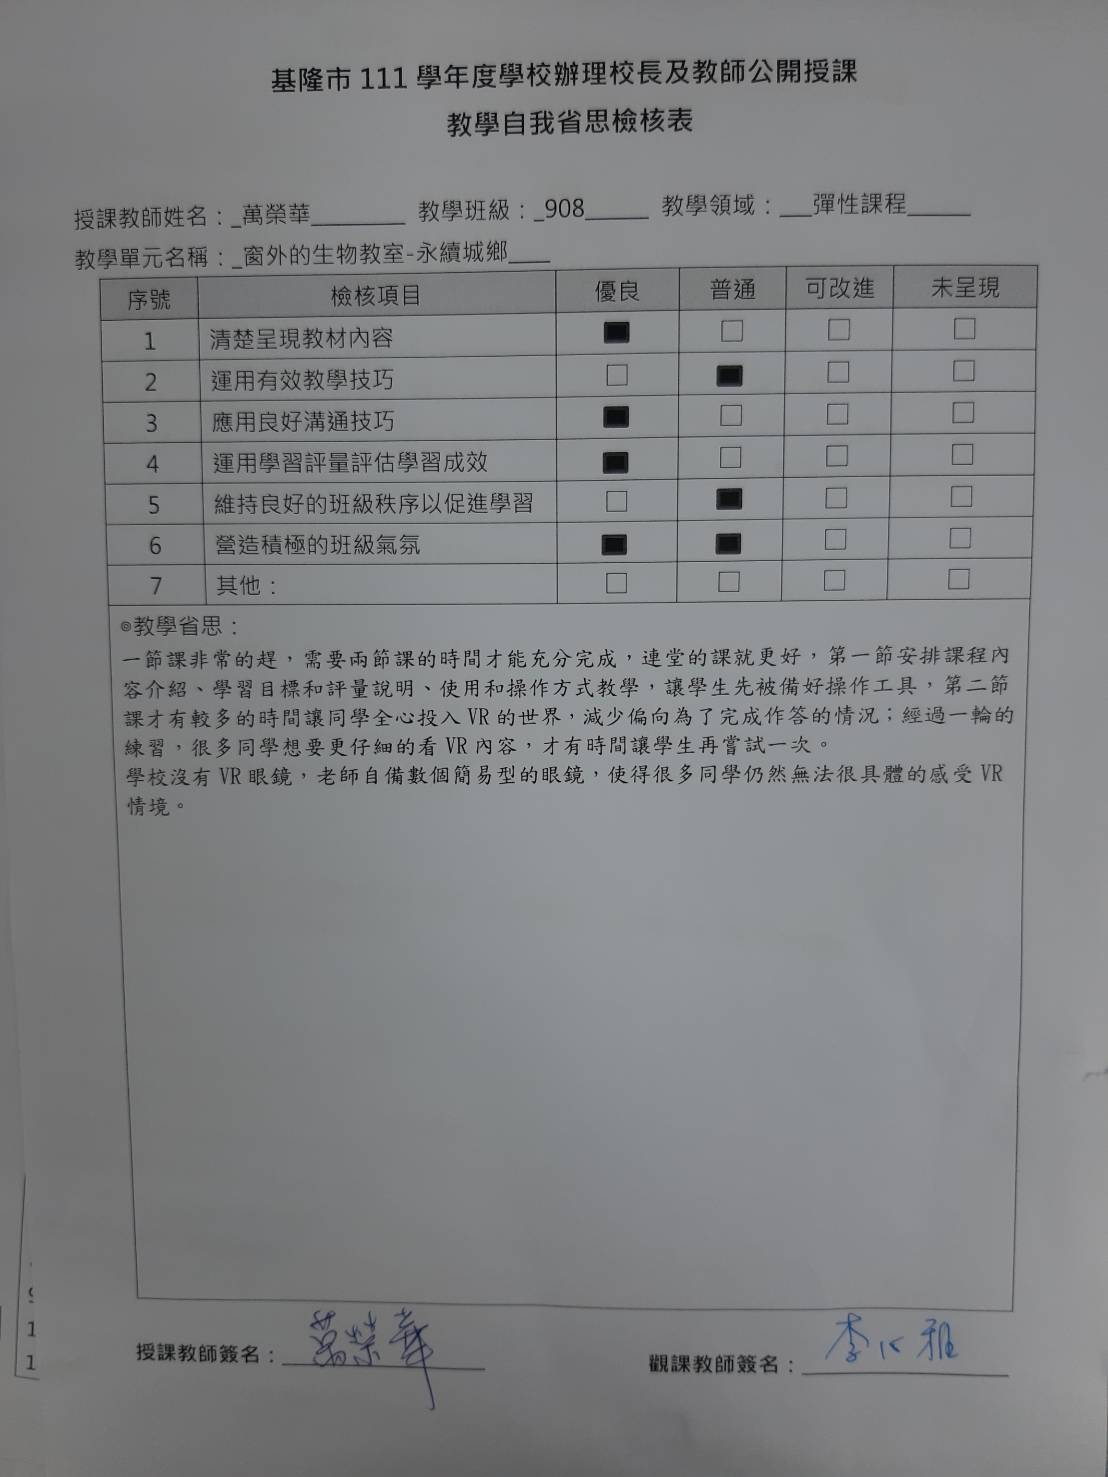 基隆市 111 學年度學校辦理校長及教師公開授課
教學自我省思檢核表
授課教師姓名：_萬榮華________ 教學班級：_908_____ 教學領域：___彈性課程_____
教學單元名稱：_窗外的生物教室-永續城鄉___
序號 檢核項目 優良 普通 可改進 未呈現
1 清楚呈現教材內容 ■ □ □ □
2 運用有效教學技巧 □ ■ □ □
3 應用良好溝通技巧 ■ □ □ □
4 運用學習評量評估學習成效 ■ □ □ □
5 維持良好的班級秩序以促進學習 □ ■ □ □
6 營造積極的班級氣氛 ■ ■ □ □
7 其他： □ □ □ □
◎教學省思：
一節課非常的趕，需要兩節課的時間才能充分完成，連堂的課就更好，第一節安排課程內
容介紹、學習目標和評量說明、使用和操作方式教學，讓學生先被備好操作工具，第二節
課才有較多的時間讓同學全心投入 VR 的世界，減少偏向為了完成作答的情況；經過一輪的
練習，很多同學想要更仔細的看 VR 內容，才有時間讓學生再嘗試一次。
學校沒有 VR 眼鏡，老師自備數個簡易型的眼鏡，使得很多同學仍然無法很具體的感受 VR
情境。
授課教師簽名：萬榮華
觀課教師簽名：李心雅
9
1
1